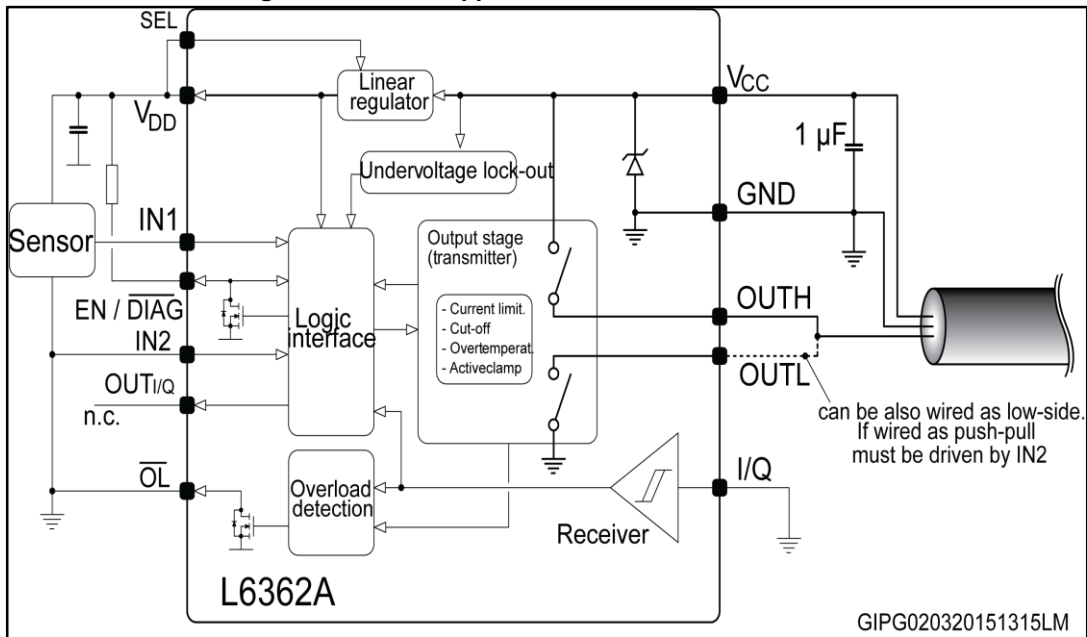 SEL
VDD
Linear
regulator
VCC
1 µF
Undervoltage lock-out
GND
Sensor
IN1
Output stage
(transmitter)
EN / DIAG
Logic
interface
- Current limit.
- Cut-off
- Overtemperat.
- Activeclamp
OUTH
IN2
OUTL
OUTI/Q
n.c.
can be also wired as low-side.
If wired as push-pull
must be driven by IN2
OL
Overload
detection
I/Q
Receiver
L6362A
GIPG020320151315LM